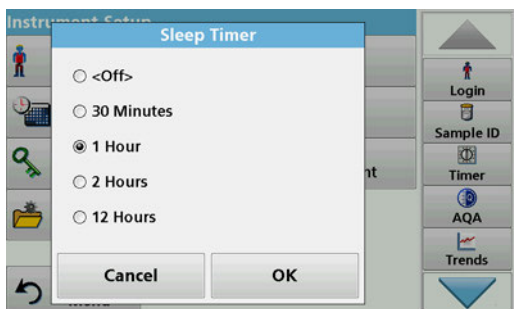 Instrument Setup
Sleep Timer
<Off>
30 Minutes
1 Hour
2 Hours
12 Hours
Cancel
OK
Menu
Login
Sample ID
Timer
AQA
Trends